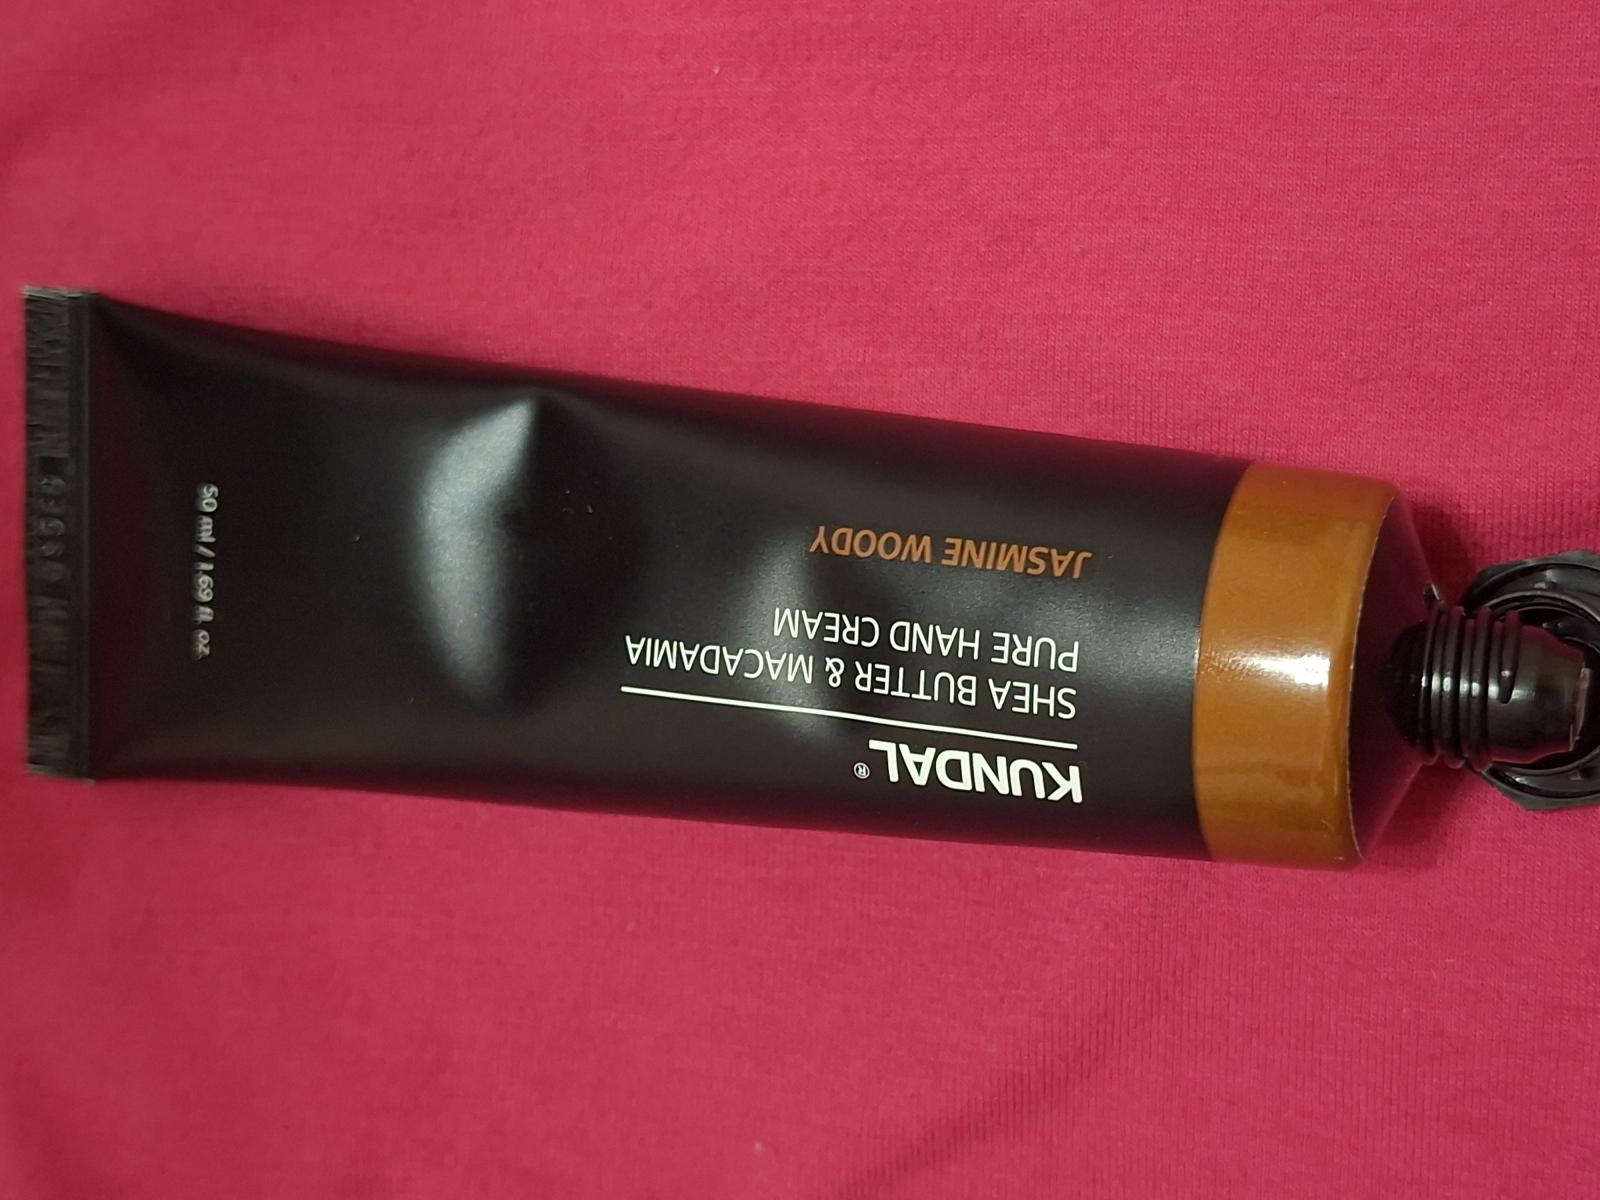 KUNDAL®
SHEA BUTTER & MACADAMIA
PURE HAND CREAM
JASMINE WOODY
50 ml / 1.69 fl. oz.